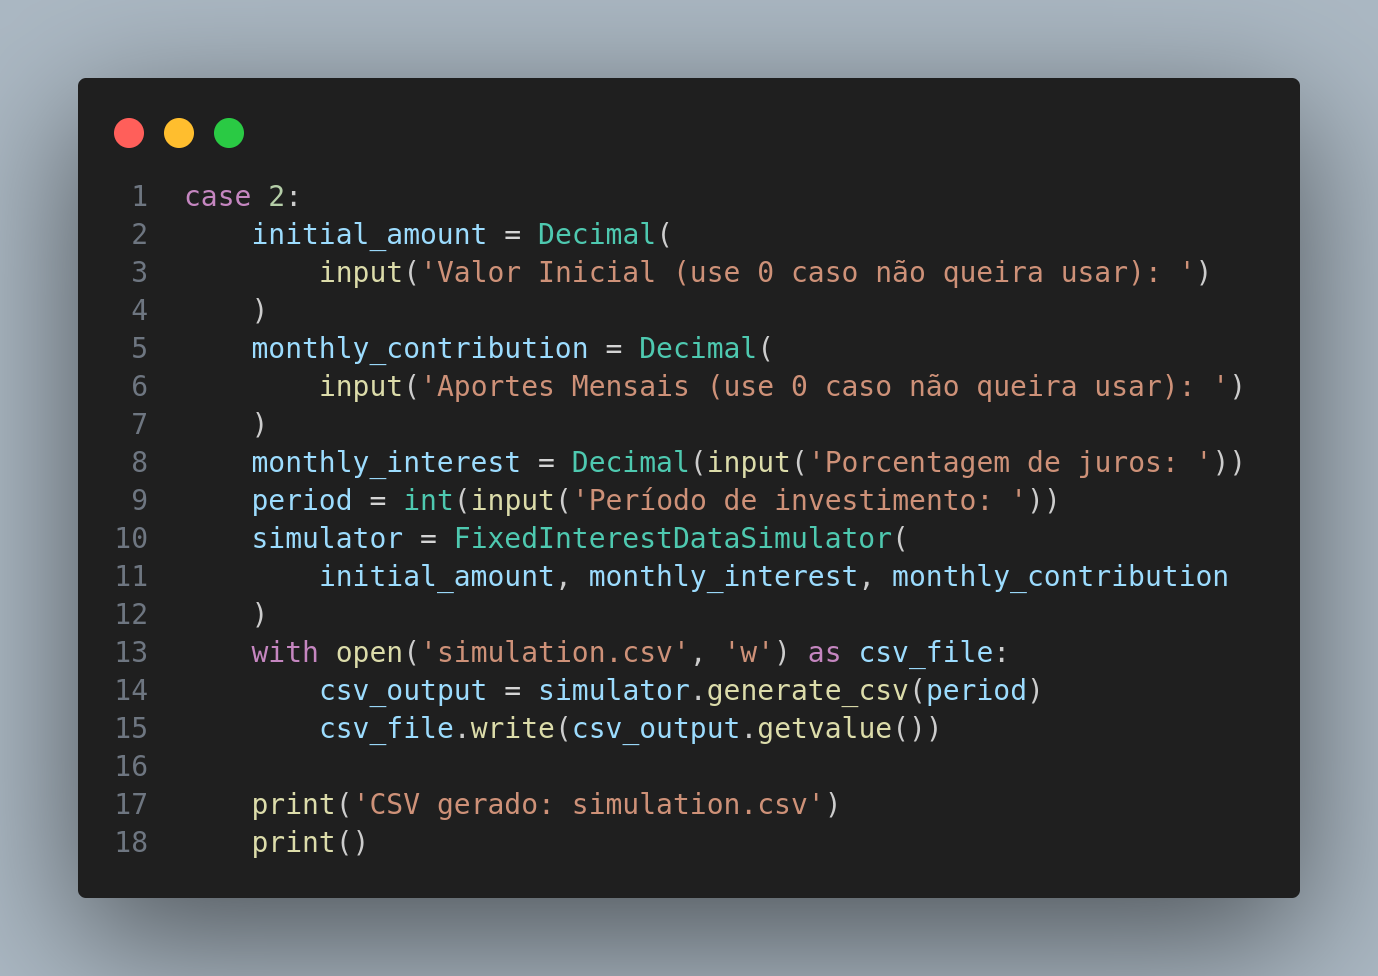 1 case 2:
2     initial_amount = Decimal(
3         input('Valor Inicial (use 0 caso não queira usar): ')
4     )
5     monthly_contribution = Decimal(
6         input('Aportes Mensais (use 0 caso não queira usar): ')
7     )
8     monthly_interest = Decimal(input('Porcentagem de juros: '))
9     period = int(input('Período de investimento: '))
10     simulator = FixedInterestDataSimulator(
11         initial_amount, monthly_interest, monthly_contribution
12     )
13     with open('simulation.csv', 'w') as csv_file:
14         csv_output = simulator.generate_csv(period)
15         csv_file.write(csv_output.getvalue())
16
17     print('CSV gerado: simulation.csv')
18     print()